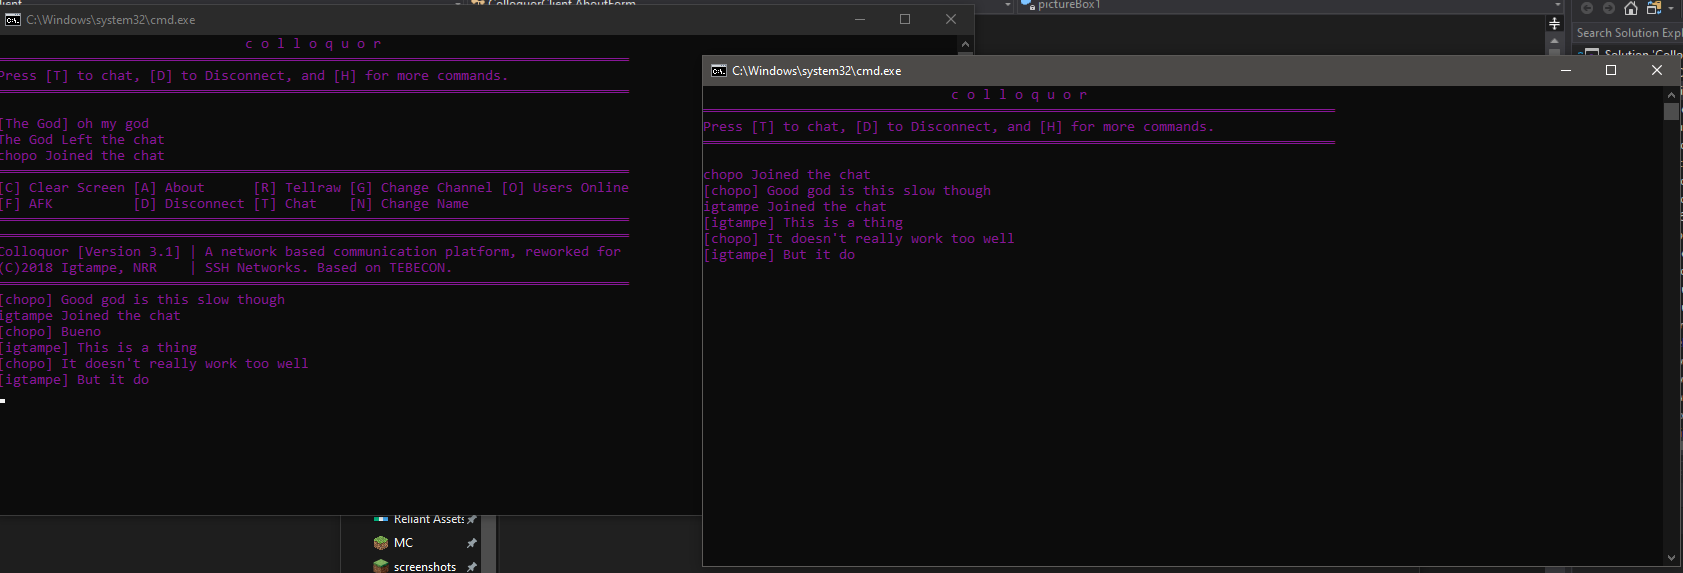 ColloquorClient.AboutForm
pictureBox1
C:\Windows\system32\cmd.exe
c o l l o q u o r
Press [T] to chat, [D] to Disconnect, and [H] for more commands.
[The God] oh my god
The God Left the chat
chopo Joined the chat
[C] Clear Screen [A] About [R] Tellraw [G] Change Channel [O] Users Online
[F] AFK [D] Disconnect [T] Chat [N] Change Name
Colloquor [Version 3.1] | A network based communication platform, reworked for
(C)2018 Igtampe, NRR | SSH Networks. Based on TEBECON.
[chopo] Good god is this slow though
igtampe Joined the chat
[chopo] Bueno
[igtampe] This is a thing
[chopo] It doesn't really work too well
[igtampe] But it do
C:\Windows\system32\cmd.exe
c o l l o q u o r
Press [T] to chat, [D] to Disconnect, and [H] for more commands.
chopo Joined the chat
[chopo] Good god is this slow though
igtampe Joined the chat
[igtampe] This is a thing
[chopo] It doesn't really work too well
[igtampe] But it do
Search Solution Expl
Solution 'Collo
Reliant Assets
MC
screenshots